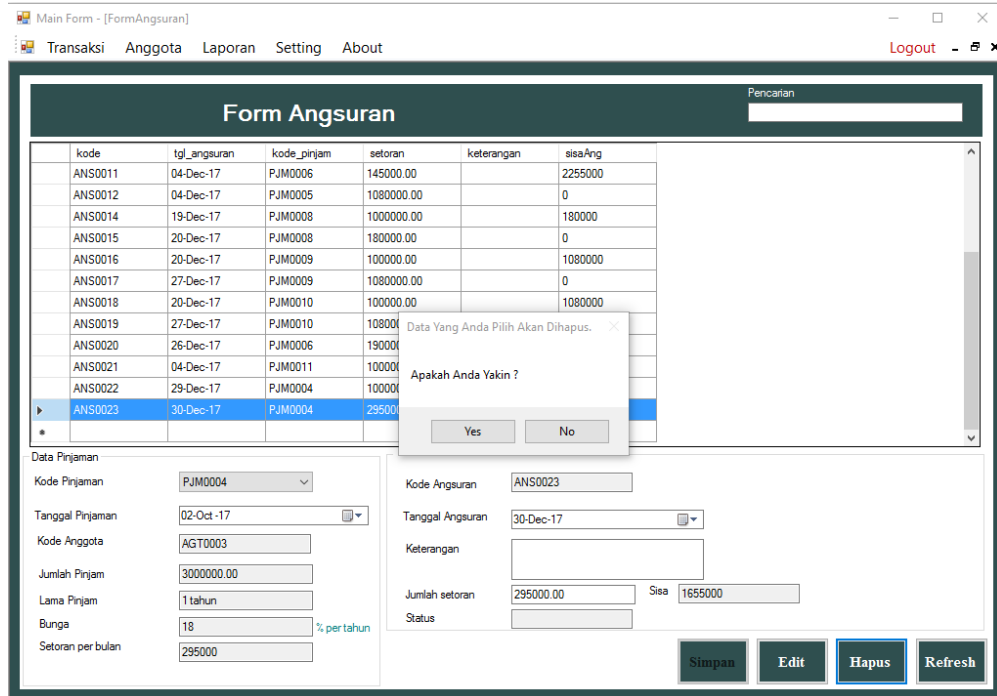 Main Form - [FormAngsuran]
Transaksi Anggota Laporan Setting About Logout
Pencarian
Form Angsuran
kode tgl_angsuran kode_pinjam setoran keterangan sisaAng
ANS0011 04-Dec-17 PJM0006 145000.00 2255000
ANS0012 04-Dec-17 PJM0005 1080000.00 0
ANS0014 19-Dec-17 PJM0008 1000000.00 180000
ANS0015 20-Dec-17 PJM0008 180000.00 0
ANS0016 20-Dec-17 PJM0009 100000.00 1080000
ANS0017 27-Dec-17 PJM0009 1080000.00 0
ANS0018 20-Dec-17 PJM0010 100000.00 1080000
ANS0019 27-Dec-17 PJM0010 10800
ANS0020 26-Dec-17 PJM0006 19000
ANS0021 04-Dec-17 PJM0011 10000
ANS0022 29-Dec-17 PJM0004 10000
ANS0023 30-Dec-17 PJM0004 29500
Data Yang Anda Pilih Akan Dihapus.
Apakah Anda Yakin ?
Yes No
Data Pinjaman
Kode Pinjaman PJM0004
Tanggal Pinjaman 02-Oct -17
Kode Anggota AGT0003
Jumlah Pinjam 3000000.00
Lama Pinjam 1 tahun
Bunga 18 % per tahun
Setoran per bulan 295000
Kode Angsuran ANS0023
Tanggal Angsuran 30-Dec-17
Keterangan
Jumlah setoran 295000.00 Sisa 1655000
Status
Simpan Edit Hapus Refresh